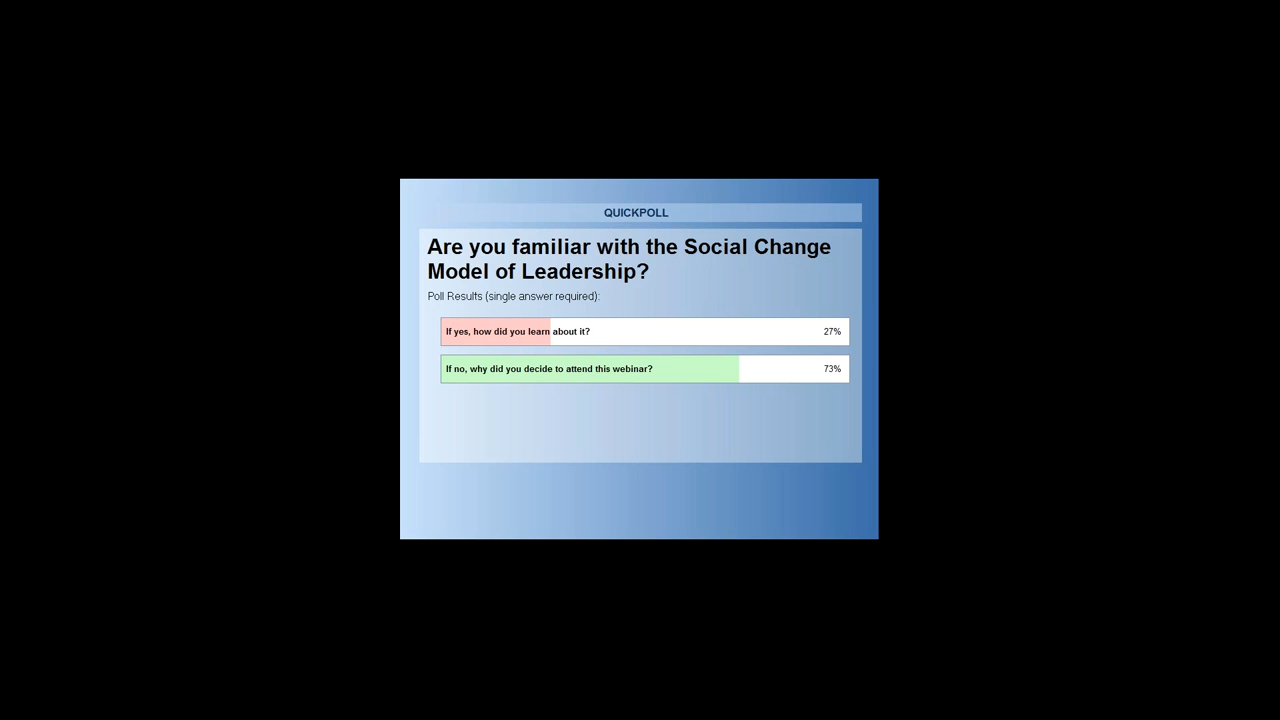 QUICKPOLL
Are you familiar with the Social Change
Model of Leadership?
Poll Results (single answer required):
If yes, how did you learn about it? 27%
If no, why did you decide to attend this webinar? 73%